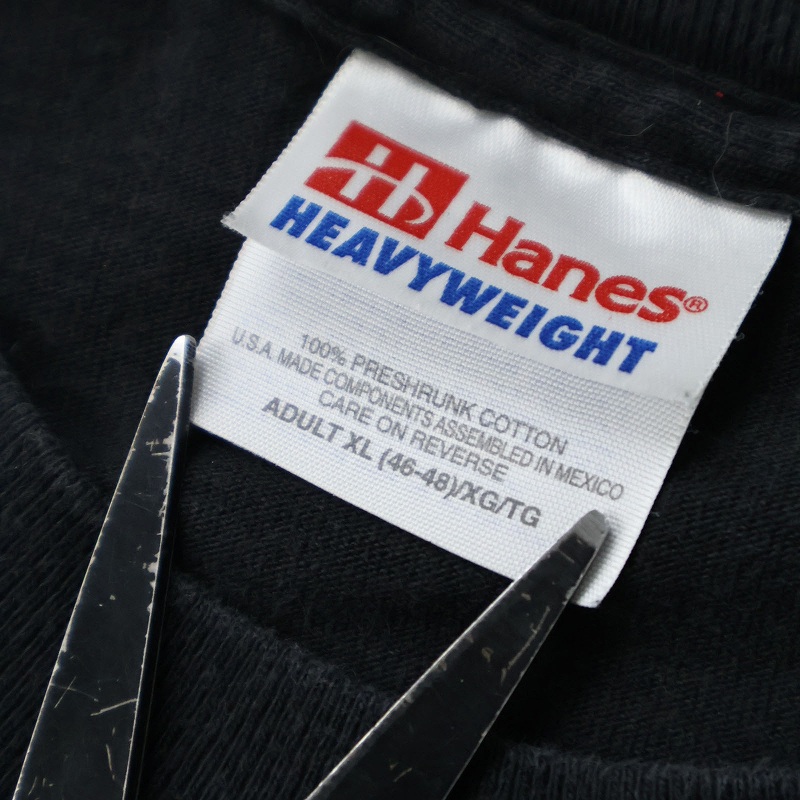 Hb Hanes®
HEAVYWEIGHT
100% PRESHRUNK COTTON
U.S.A. MADE COMPONENTS ASSEMBLED IN MEXICO
CARE ON REVERSE
ADULT XL (46-48)/XG/TG